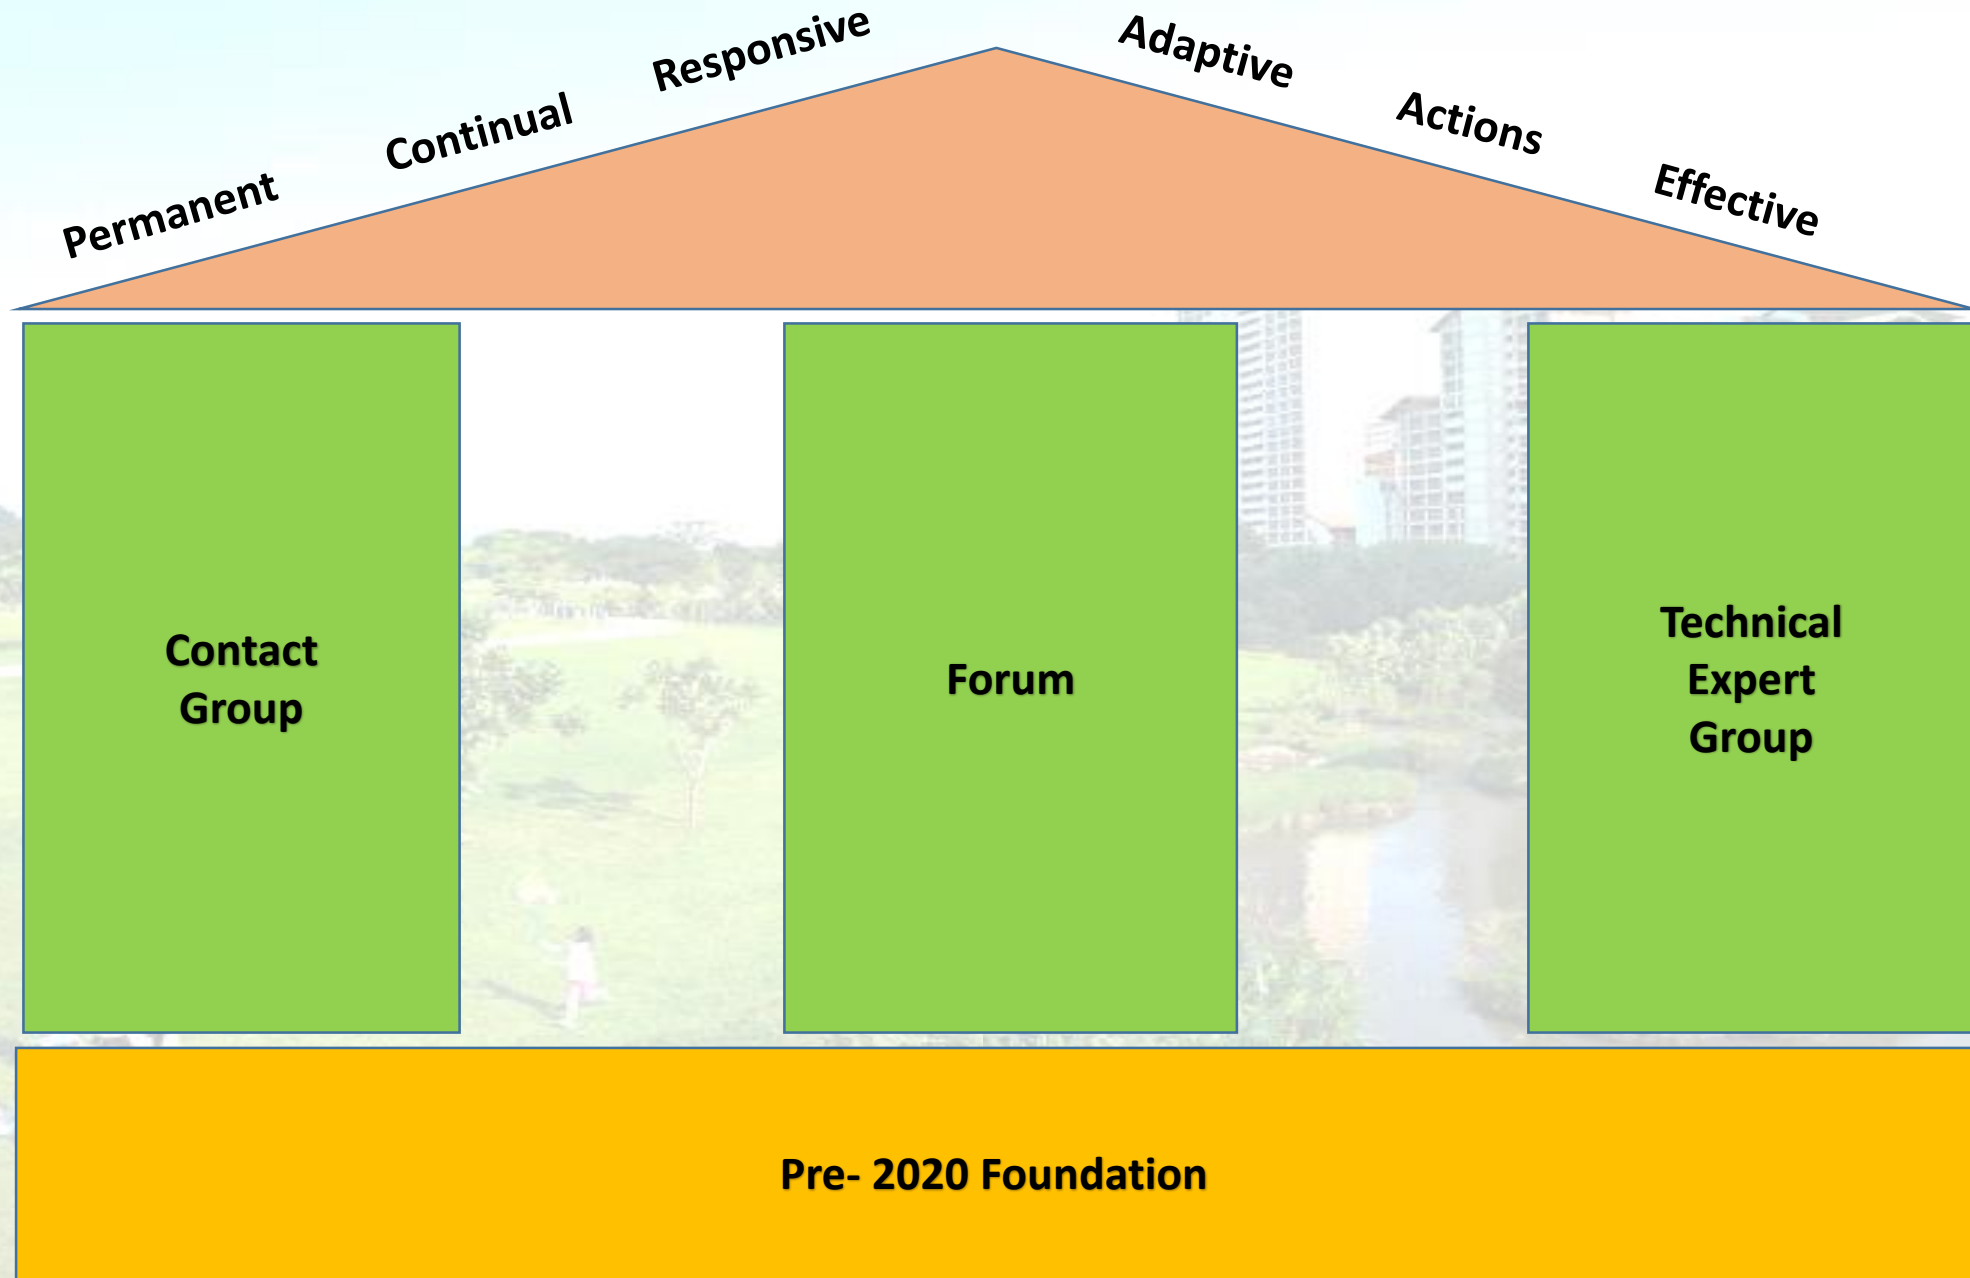 Permanent
Continual
Responsive
Adaptive
Actions
Effective
Contact
Group
Forum
Technical
Expert
Group
Pre- 2020 Foundation